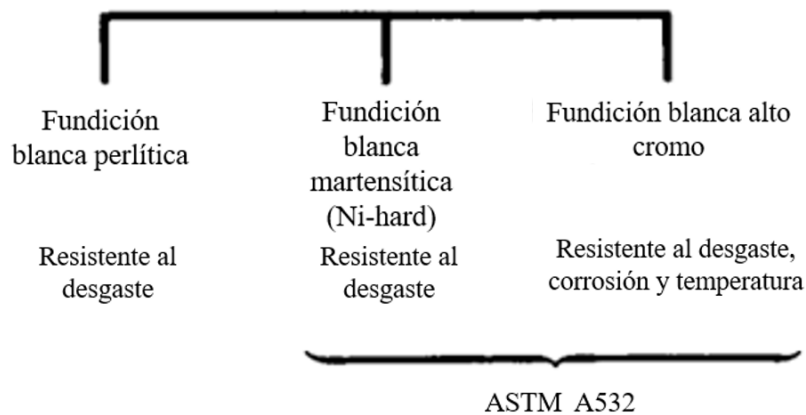 Fundición
blanca perlítica
Resistente al
desgaste
Fundición
blanca
martensítica
(Ni-hard)
Resistente al
desgaste
Fundición blanca alto
cromo
Resistente al desgaste,
corrosión y temperatura
ASTM A532